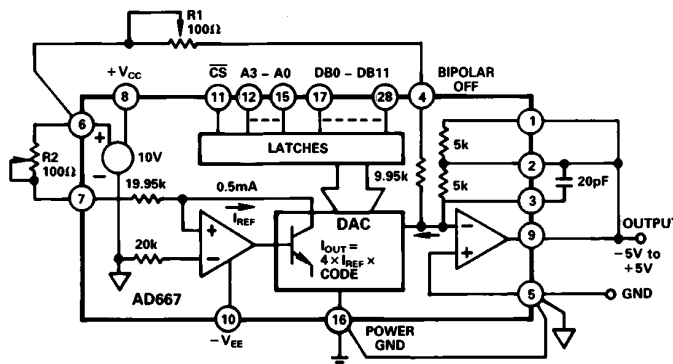 R1
100Ω
+VCC
CS A3 – A0 DB0 – DB11
BIPOLAR
OFF
8 11 12 15 17 28 4
6
+
10V
–
R2
100Ω
7
LATCHES
1
5k
2
5k
3
20pF
9.95k
19.95k
0.5mA
IREF
DAC
IOUT =
4 × IREF ×
CODE
+
–
20k
–
+
9
OUTPUT
–5V to
+5V
5
GND
AD667
10
–VEE
16
POWER
GND